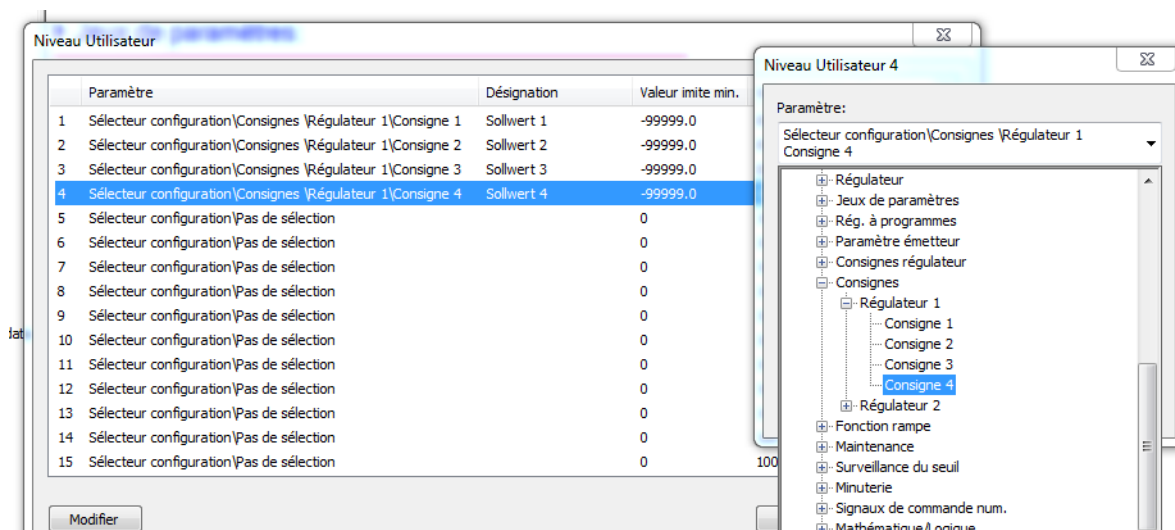 Jeux de paramètres
Niveau Utilisateur
Paramètre Désignation Valeur imite min.
1 Sélecteur configuration\Consignes \Régulateur 1\Consigne 1 Sollwert 1 -99999.0
2 Sélecteur configuration\Consignes \Régulateur 1\Consigne 2 Sollwert 2 -99999.0
3 Sélecteur configuration\Consignes \Régulateur 1\Consigne 3 Sollwert 3 -99999.0
4 Sélecteur configuration\Consignes \Régulateur 1\Consigne 4 Sollwert 4 -99999.0
5 Sélecteur configuration\Pas de sélection 0
6 Sélecteur configuration\Pas de sélection 0
7 Sélecteur configuration\Pas de sélection 0
8 Sélecteur configuration\Pas de sélection 0
9 Sélecteur configuration\Pas de sélection 0
10 Sélecteur configuration\Pas de sélection 0
11 Sélecteur configuration\Pas de sélection 0
12 Sélecteur configuration\Pas de sélection 0
13 Sélecteur configuration\Pas de sélection 0
14 Sélecteur configuration\Pas de sélection 0
15 Sélecteur configuration\Pas de sélection 0 100
Modifier
Niveau Utilisateur 4
Paramètre:
Sélecteur configuration\Consignes \Régulateur 1
Consigne 4
Régulateur
Jeux de paramètres
Rég. à programmes
Paramètre émetteur
Consignes régulateur
Consignes
Régulateur 1
Consigne 1
Consigne 2
Consigne 3
Consigne 4
Régulateur 2
Fonction rampe
Maintenance
Surveillance du seuil
Minuterie
Signaux de commande num.
Mathématique/Logique